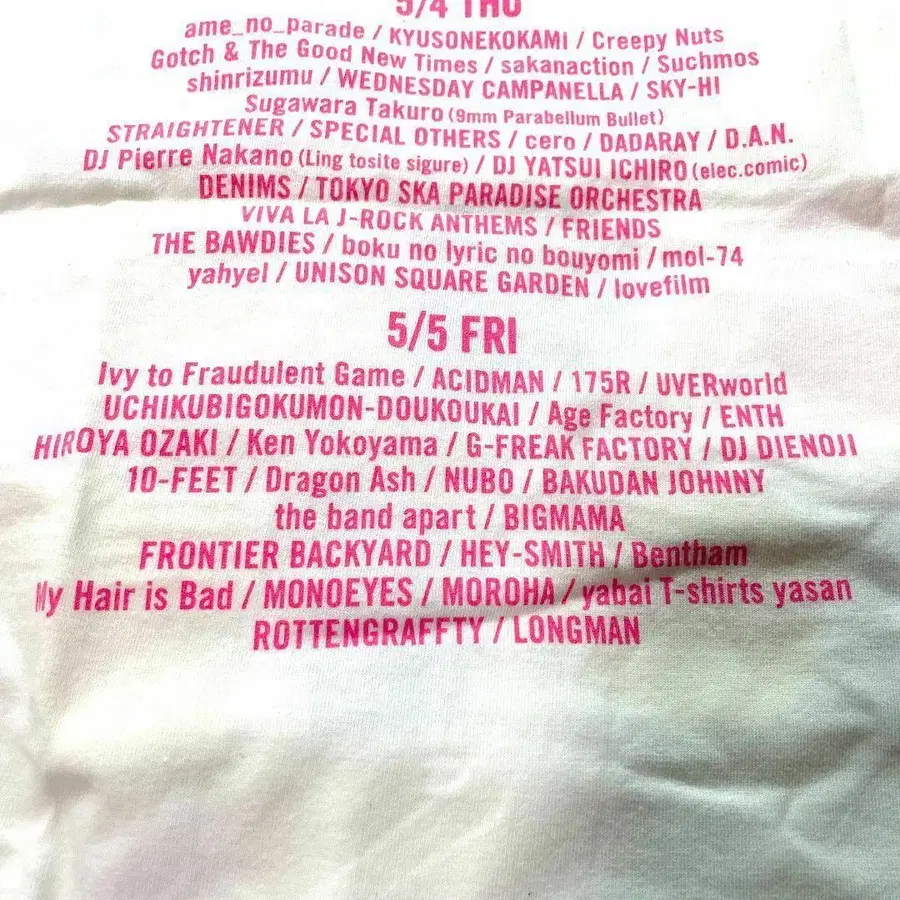 5/4 THU
ame_no_parade / KYUSONEKOKAMI / Creepy Nuts
Gotch & The Good New Times / sakanaction / Suchmos
shinrizumu / WEDNESDAY CAMPANELLA / SKY-HI
Sugawara Takuro (9mm Parabellum Bullet)
STRAIGHTENER / SPECIAL OTHERS / cero / DADARAY / D.A.N.
DJ Pierre Nakano (Ling tosite sigure) / DJ YATSUI ICHIRO (elec.comic)
DENIMS / TOKYO SKA PARADISE ORCHESTRA
VIVA LA J-ROCK ANTHEMS / FRIENDS
THE BAWDIES / boku no lyric no bouyomi / mol-74
yahyel / UNISON SQUARE GARDEN / lovefilm
5/5 FRI
Ivy to Fraudulent Game / ACIDMAN / 175R / UVERworld
UCHIKUBIGOKUMON-DOUKOUKAI / Age Factory / ENTH
HIROYA OZAKI / Ken Yokoyama / G-FREAK FACTORY / DJ DIENOJI
10-FEET / Dragon Ash / NUBO / BAKUDAN JOHNNY
the band apart / BIGMAMA
FRONTIER BACKYARD / HEY-SMITH / Bentham
My Hair is Bad / MONOEYES / MOROHA / yabai T-shirts yasan
ROTTENGRAFFTY / LONGMAN